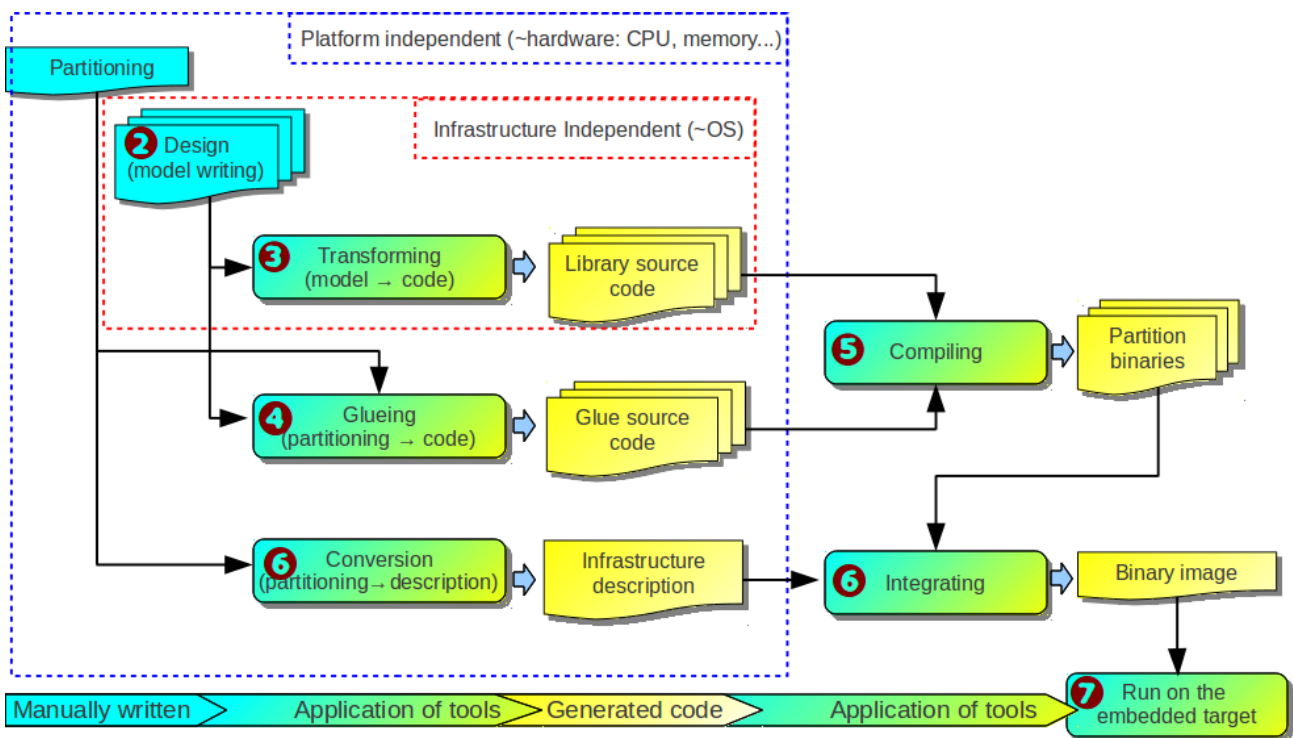 Platform independent (~hardware: CPU, memory...)
Partitioning
Infrastructure Independent (~OS)
2 Design
(model writing)
3 Transforming
(model → code)
Library source
code
5 Compiling
Partition
binaries
4 Glueing
(partitioning → code)
Glue source
code
6 Conversion
(partitioning→description)
Infrastructure
description
6 Integrating
Binary image
7 Run on the
embedded target
Manually written
Application of tools
Generated code
Application of tools